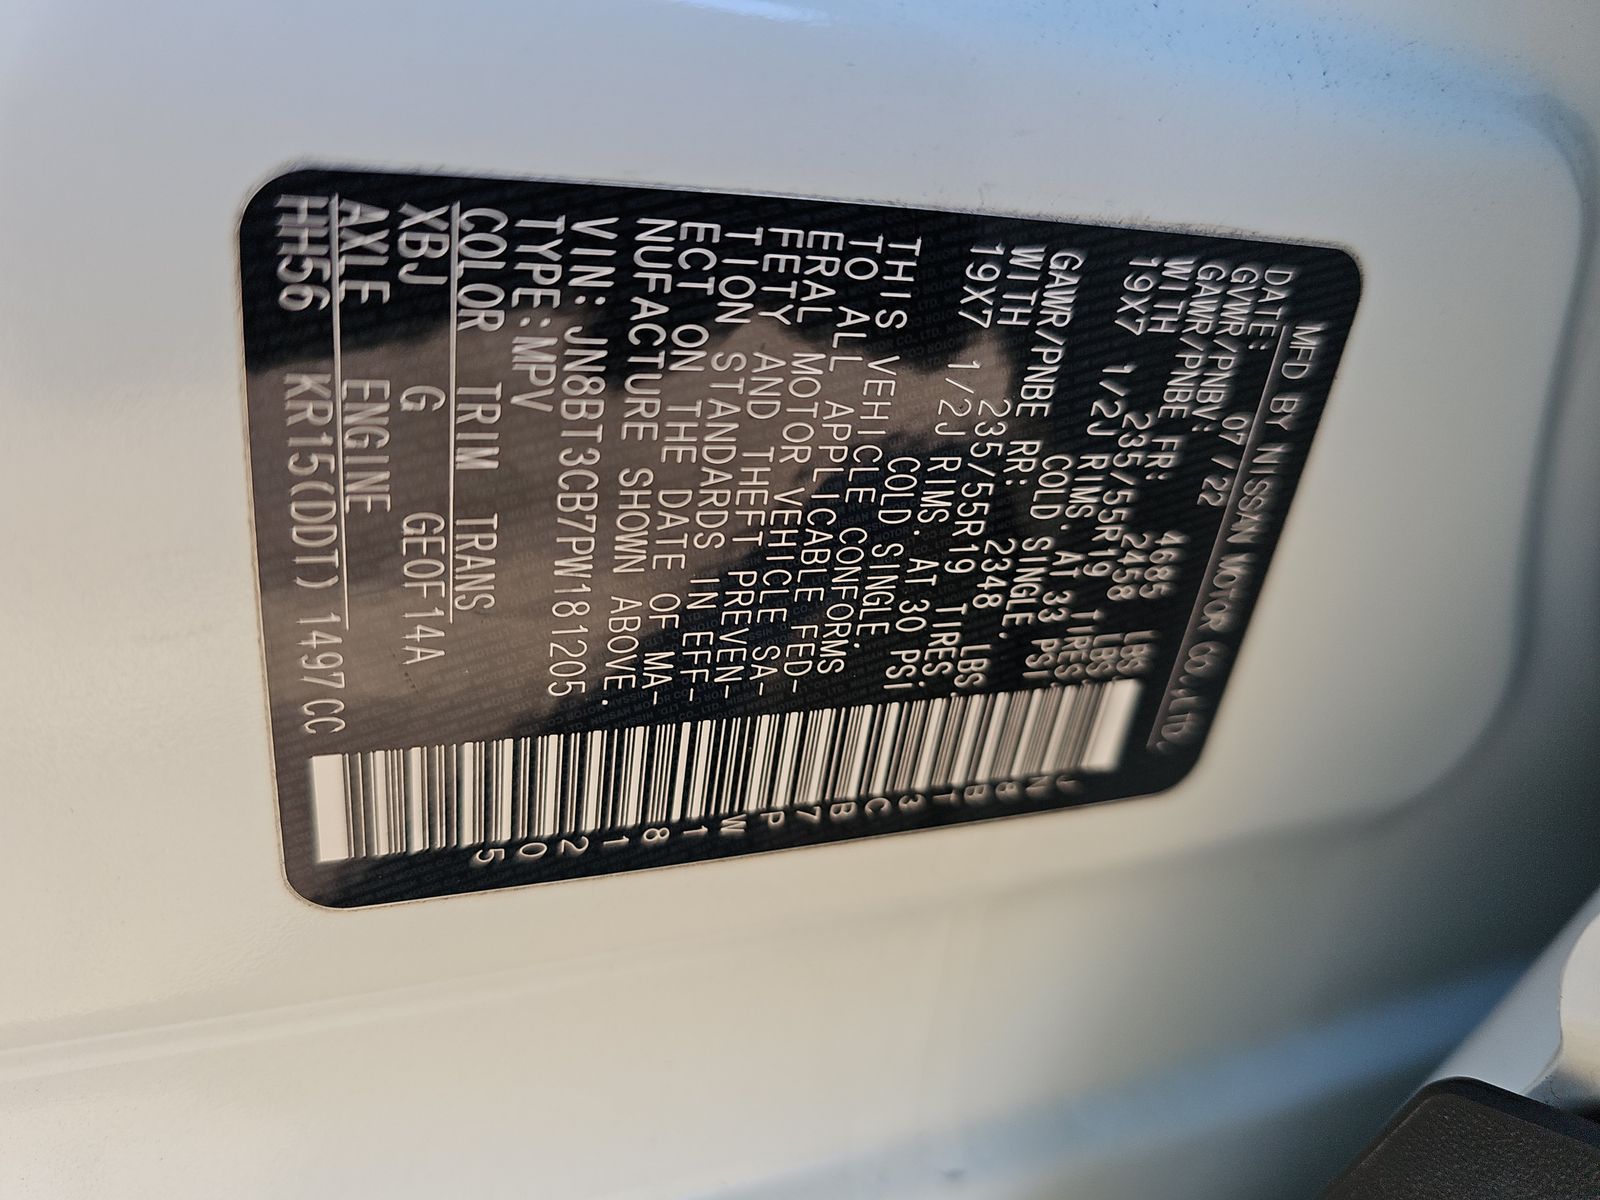 MFD BY NISSAN MOTOR CO.,LTD.
DATE: 07/22
GVWR/PNBV: 4685 LBS.
GAWR/PNBE FR: 2458 LBS
WITH 235/55R19 TIRES,
19X7 1/2J RIMS. AT 33 PSI
COLD. SINGLE.
GAWR/PNBE RR: 2348 LBS
WITH 235/55R19 TIRES,
19X7 1/2J RIMS. AT 30 PSI
COLD. SINGLE.
THIS VEHICLE CONFORMS
TO ALL APPLICABLE FED-
ERAL MOTOR VEHICLE SA-
FETY AND THEFT PREVEN-
TION STANDARDS IN EFF-
ECT ON THE DATE OF MA-
NUFACTURE SHOWN ABOVE.
VIN:JN8BT3CB7PW181205
TYPE:MPV
COLOR TRIM TRANS
XBJ G GEOF14A
AXLE ENGINE
HH56 KR15(DDT) 1497CC
JN8BT3CB7PW181205